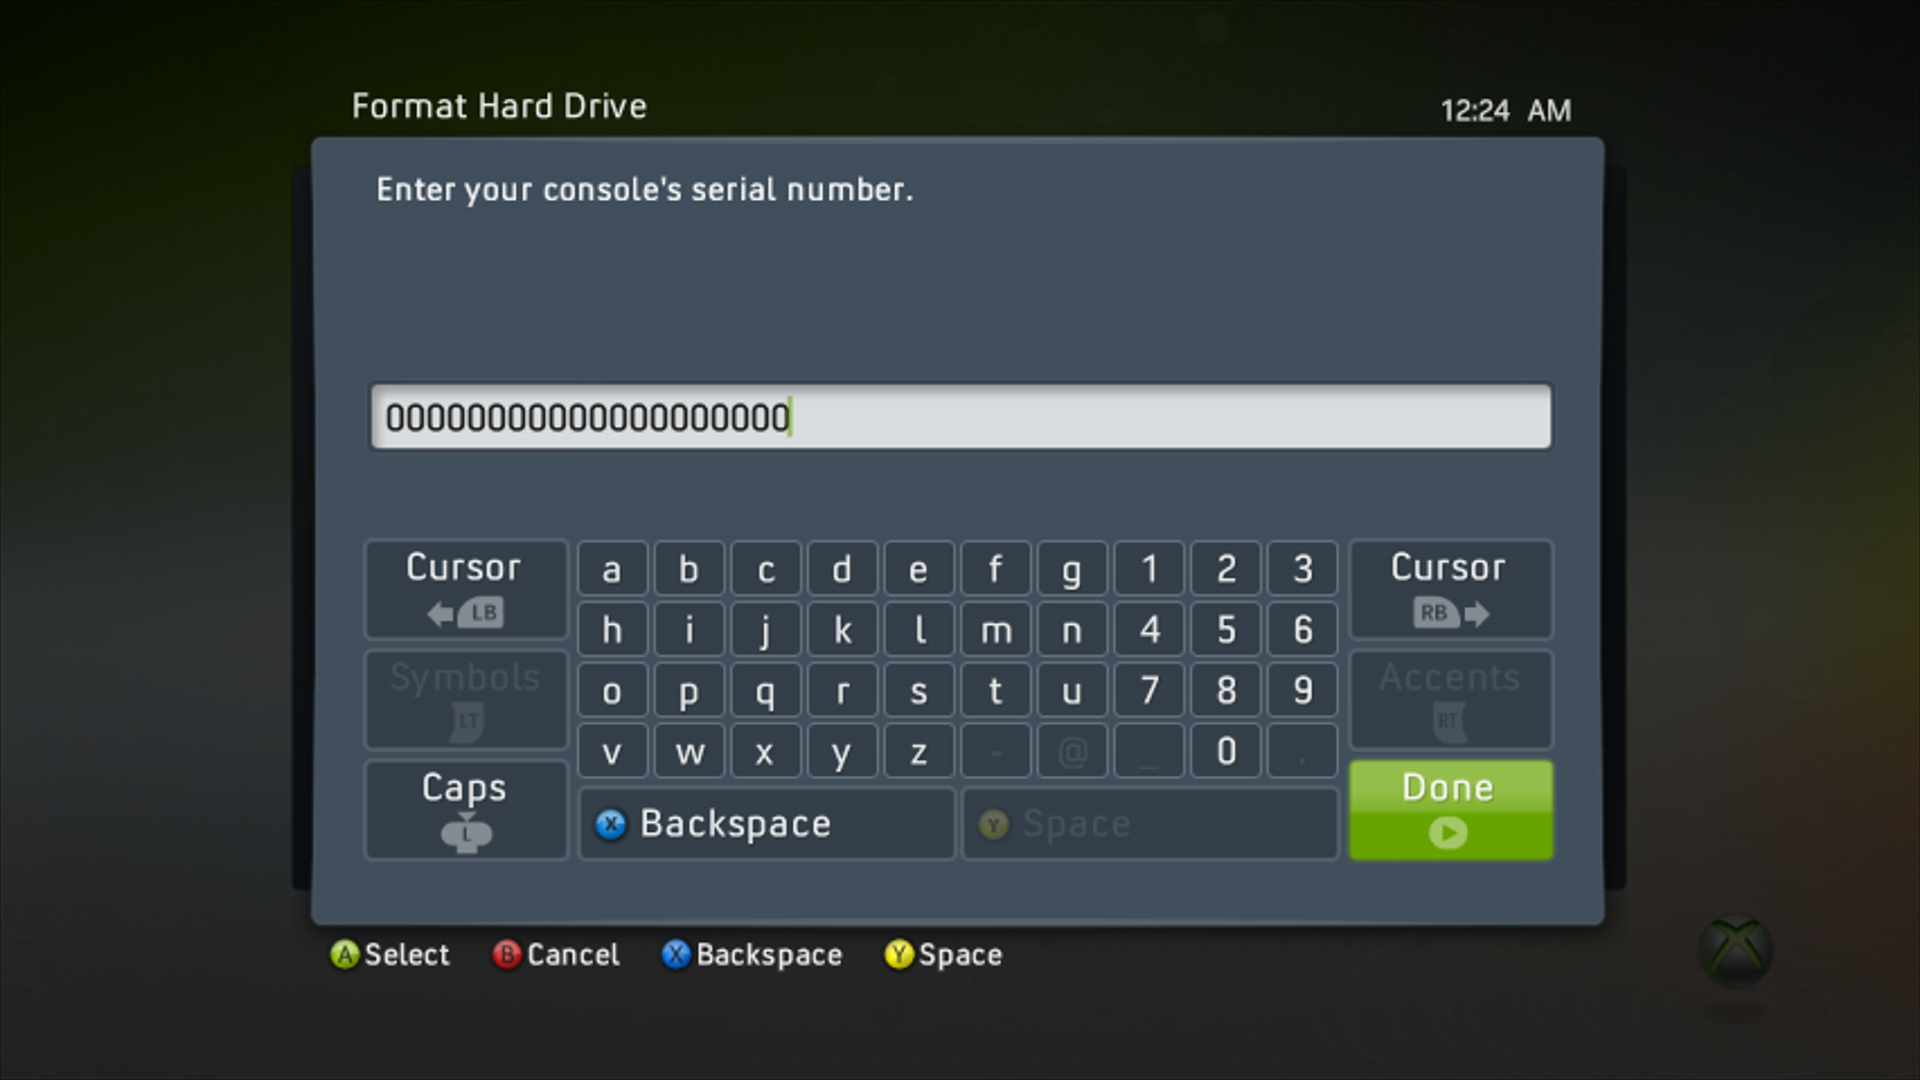 Format Hard Drive
12:24 AM
Enter your console's serial number.
00000000000000000000
Cursor
LB
a b c d e f g 1 2 3
Cursor
RB
h i j k l m n 4 5 6
Symbols
LT
o p q r s t u 7 8 9
Accents
RT
v w x y z - @ _ 0 .
Caps
L
X Backspace
Y Space
Done
A Select B Cancel X Backspace Y Space